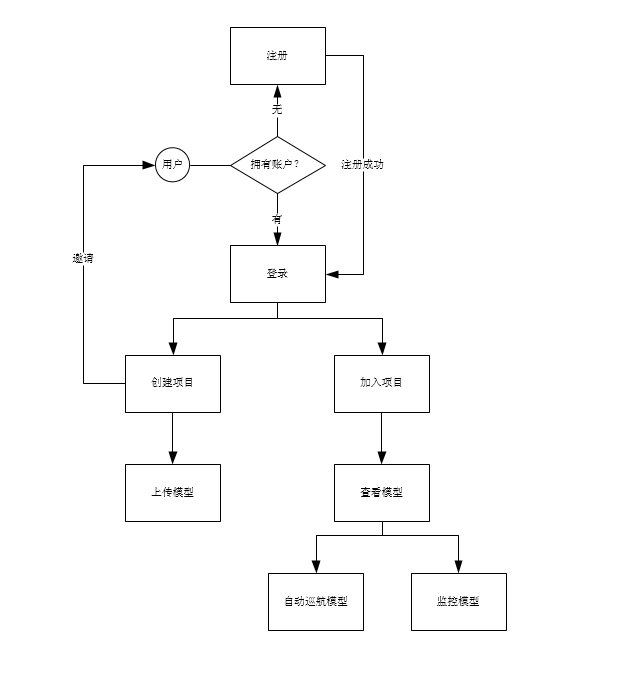 注册
无
用户
拥有账户?
注册成功
有
邀请
登录
创建项目
加入项目
上传模型
查看模型
自动巡航模型
监控模型